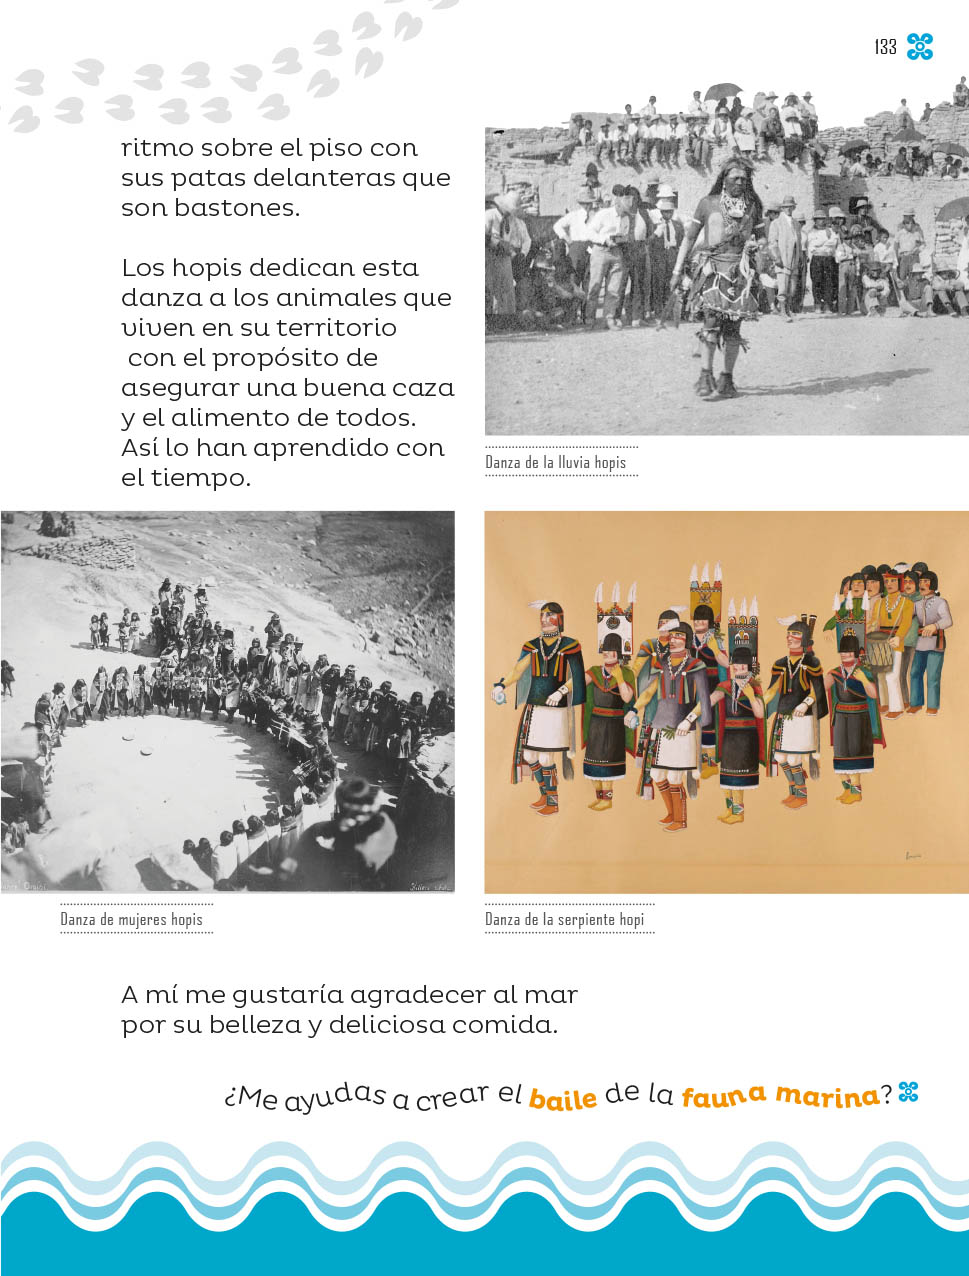 133
ritmo sobre el piso con
sus patas delanteras que
son bastones.
Los hopis dedican esta
danza a los animales que
viven en su territorio
con el propósito de
asegurar una buena caza
y el alimento de todos.
Así lo han aprendido con
el tiempo.
Danza de la lluvia hopis
Danza de mujeres hopis
Danza de la serpiente hopi
A mí me gustaría agradecer al mar
por su belleza y deliciosa comida.
¿Me ayudas a crear el baile de la fauna marina?